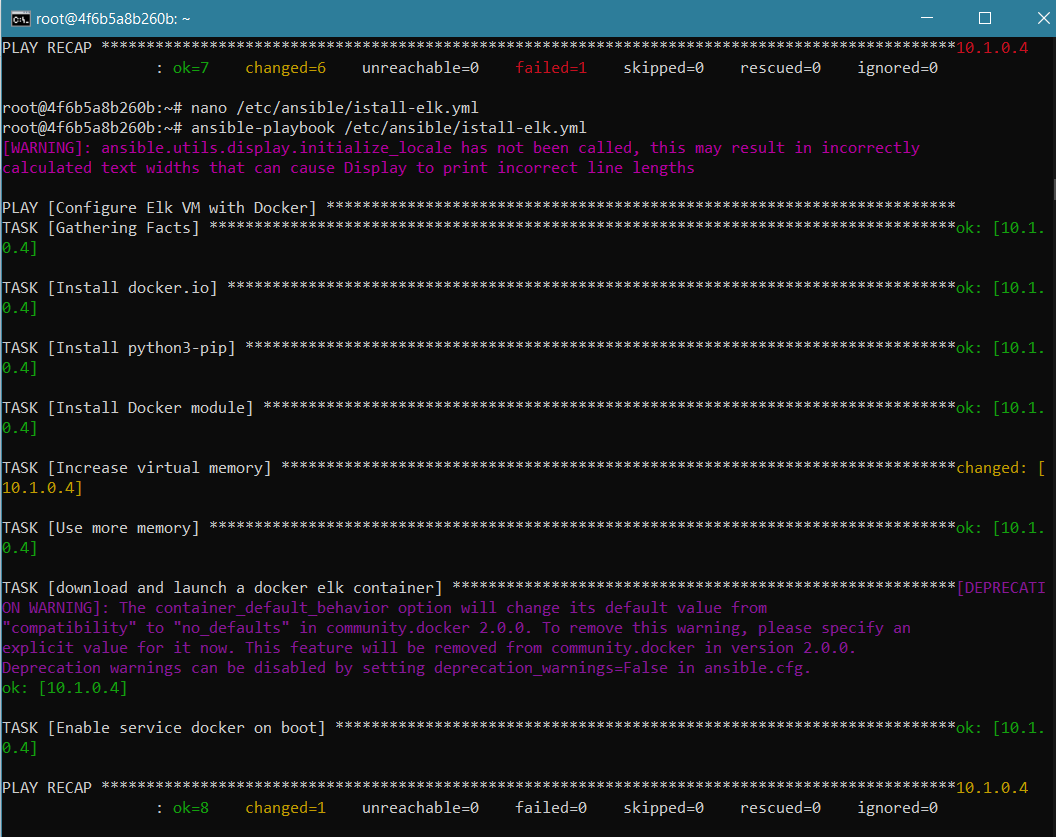 root@4f6b5a8b260b: ~
PLAY RECAP ***********************************************************************************************10.1.0.4
: ok=7 changed=6 unreachable=0 failed=1 skipped=0 rescued=0 ignored=0
root@4f6b5a8b260b:~# nano /etc/ansible/istall-elk.yml
root@4f6b5a8b260b:~# ansible-playbook /etc/ansible/istall-elk.yml
[WARNING]: ansible.utils.display.initialize_locale has not been called, this may result in incorrectly
calculated text widths that can cause Display to print incorrect line lengths
PLAY [Configure Elk VM with Docker] **********************************************************************
TASK [Gathering Facts] ***********************************************************************************ok: [10.1.
0.4]
TASK [Install docker.io] *********************************************************************************ok: [10.1.
0.4]
TASK [Install python3-pip] *******************************************************************************ok: [10.1.
0.4]
TASK [Install Docker module] *****************************************************************************ok: [10.1.
0.4]
TASK [Increase virtual memory] ***************************************************************************changed: [
10.1.0.4]
TASK [Use more memory] ***********************************************************************************ok: [10.1.
0.4]
TASK [download and launch a docker elk container] ********************************************************[DEPRECATI
ON WARNING]: The container_default_behavior option will change its default value from
"compatibility" to "no_defaults" in community.docker 2.0.0. To remove this warning, please specify an
explicit value for it now. This feature will be removed from community.docker in version 2.0.0.
Deprecation warnings can be disabled by setting deprecation_warnings=False in ansible.cfg.
ok: [10.1.0.4]
TASK [Enable service docker on boot] *********************************************************************ok: [10.1.
0.4]
PLAY RECAP ***********************************************************************************************10.1.0.4
: ok=8 changed=1 unreachable=0 failed=0 skipped=0 rescued=0 ignored=0